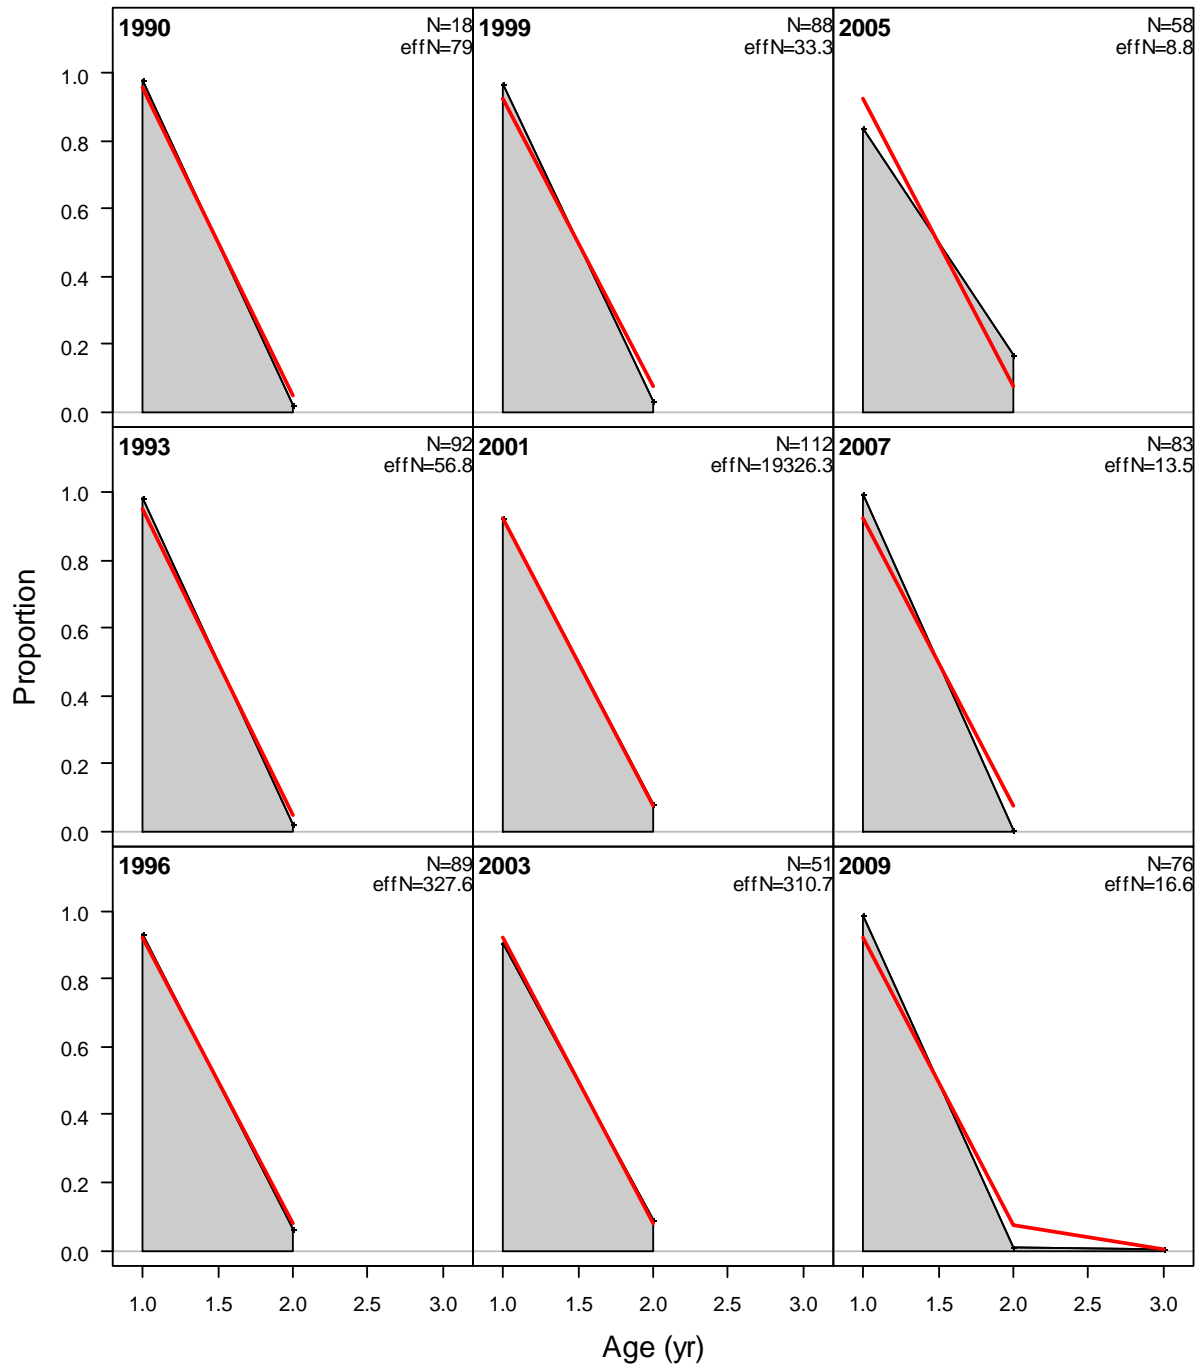 1990
N=18
effN=79
1999
N=88
effN=33.3
2005
N=58
effN=8.8
1.0
0.8
0.6
0.4
0.2
0.0
1993
N=92
effN=56.8
2001
N=112
effN=19326.3
2007
N=83
effN=13.5
1.0
0.8
0.6
0.4
0.2
0.0
Proportion
1996
N=89
effN=327.6
2003
N=51
effN=310.7
2009
N=76
effN=16.6
1.0
0.8
0.6
0.4
0.2
0.0
1.0 1.5 2.0 2.5 3.0
1.0 1.5 2.0 2.5 3.0
1.0 1.5 2.0 2.5 3.0
Age (yr)